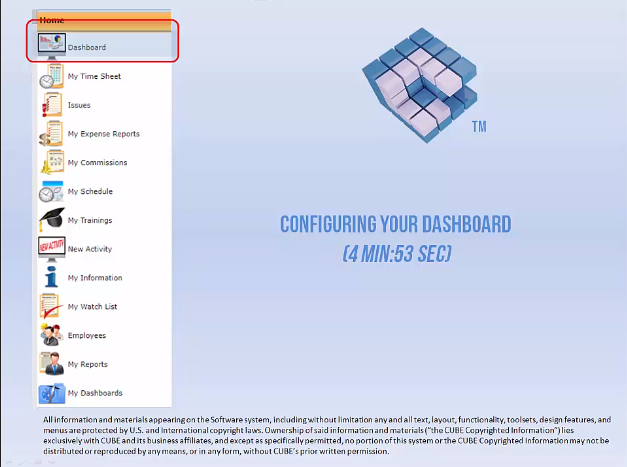 Home
Dashboard
My Time Sheet
Issues
My Expense Reports
My Commissions
My Schedule
My Trainings
NEW ACTIVITY
New Activity
My Information
My Watch List
Employees
My Reports
My Dashboards
TM
CONFIGURING YOUR DASHBOARD
(4 MIN:53 SEC)
All information and materials appearing on the Software system, including without limitation any and all text, layout, functionality, toolsets, design features, and
menus are protected by U.S. and International copyright laws. Ownership of said information and materials (“the CUBE Copyrighted Information”) lies
exclusively with CUBE and its business affiliates, and except as specifically permitted, no portion of this system or the CUBE Copyrighted Information may not be
distributed or reproduced by any means, or in any form, without CUBE’s prior written permission.